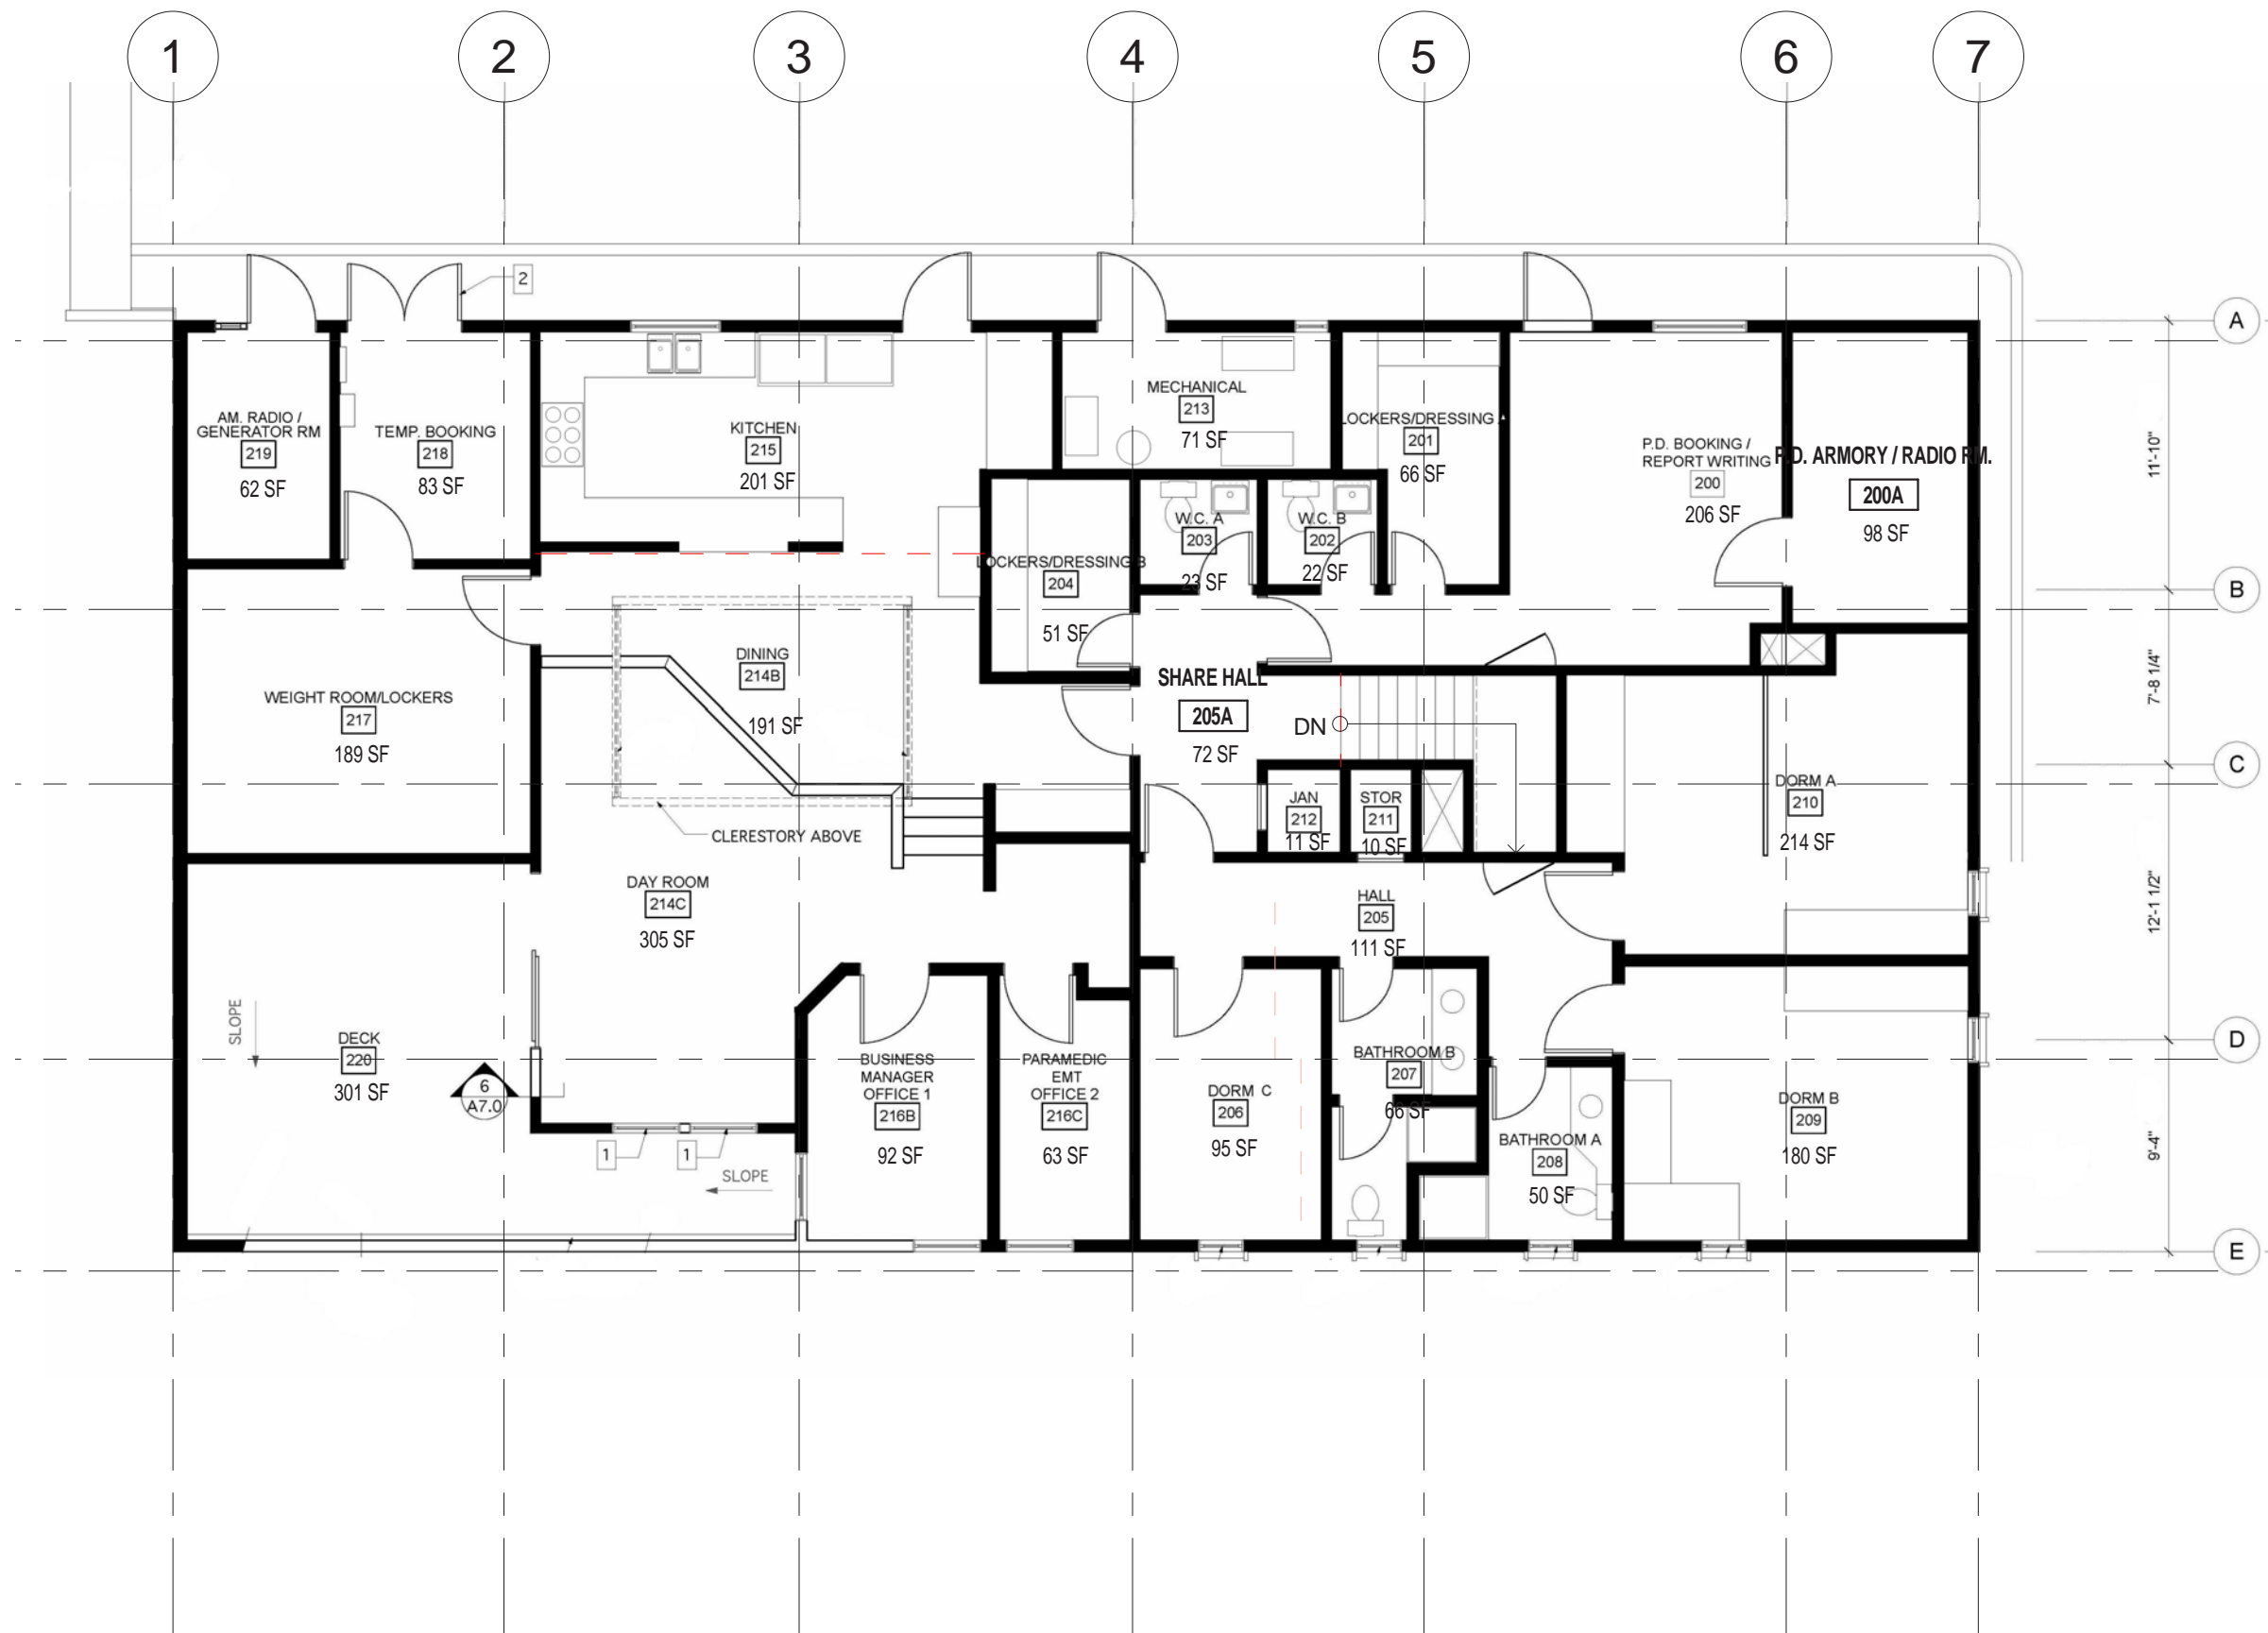 1 2 3 4 5 6 7
2
A
AM. RADIO /
GENERATOR RM
219
62 SF
TEMP. BOOKING
218
83 SF
KITCHEN
215
201 SF
MECHANICAL
213
71 SF
LOCKERS/DRESSING A
201
66 SF
P.D. BOOKING /
REPORT WRITING
200
206 SF
P.D. ARMORY / RADIO RM.
200A
98 SF
11'-10"
W.C. A
203
23 SF
W.C. B
202
22 SF
LOCKERS/DRESSING B
204
51 SF
B
DINING
214B
191 SF
WEIGHT ROOM/LOCKERS
217
189 SF
SHARE HALL
205A
72 SF
DN
7'-8 1/4"
C
JAN
212
11 SF
STOR
211
10 SF
DORM A
210
214 SF
CLERESTORY ABOVE
DAY ROOM
214C
305 SF
HALL
205
111 SF
12'-1 1/2"
SLOPE
DECK
220
301 SF
6
A7.0
BUSINESS
MANAGER
OFFICE 1
216B
92 SF
PARAMEDIC
EMT
OFFICE 2
216C
63 SF
DORM C
206
95 SF
BATHROOM B
207
66 SF
D
BATHROOM A
208
50 SF
DORM B
209
180 SF
9'-4"
1 1
SLOPE
E